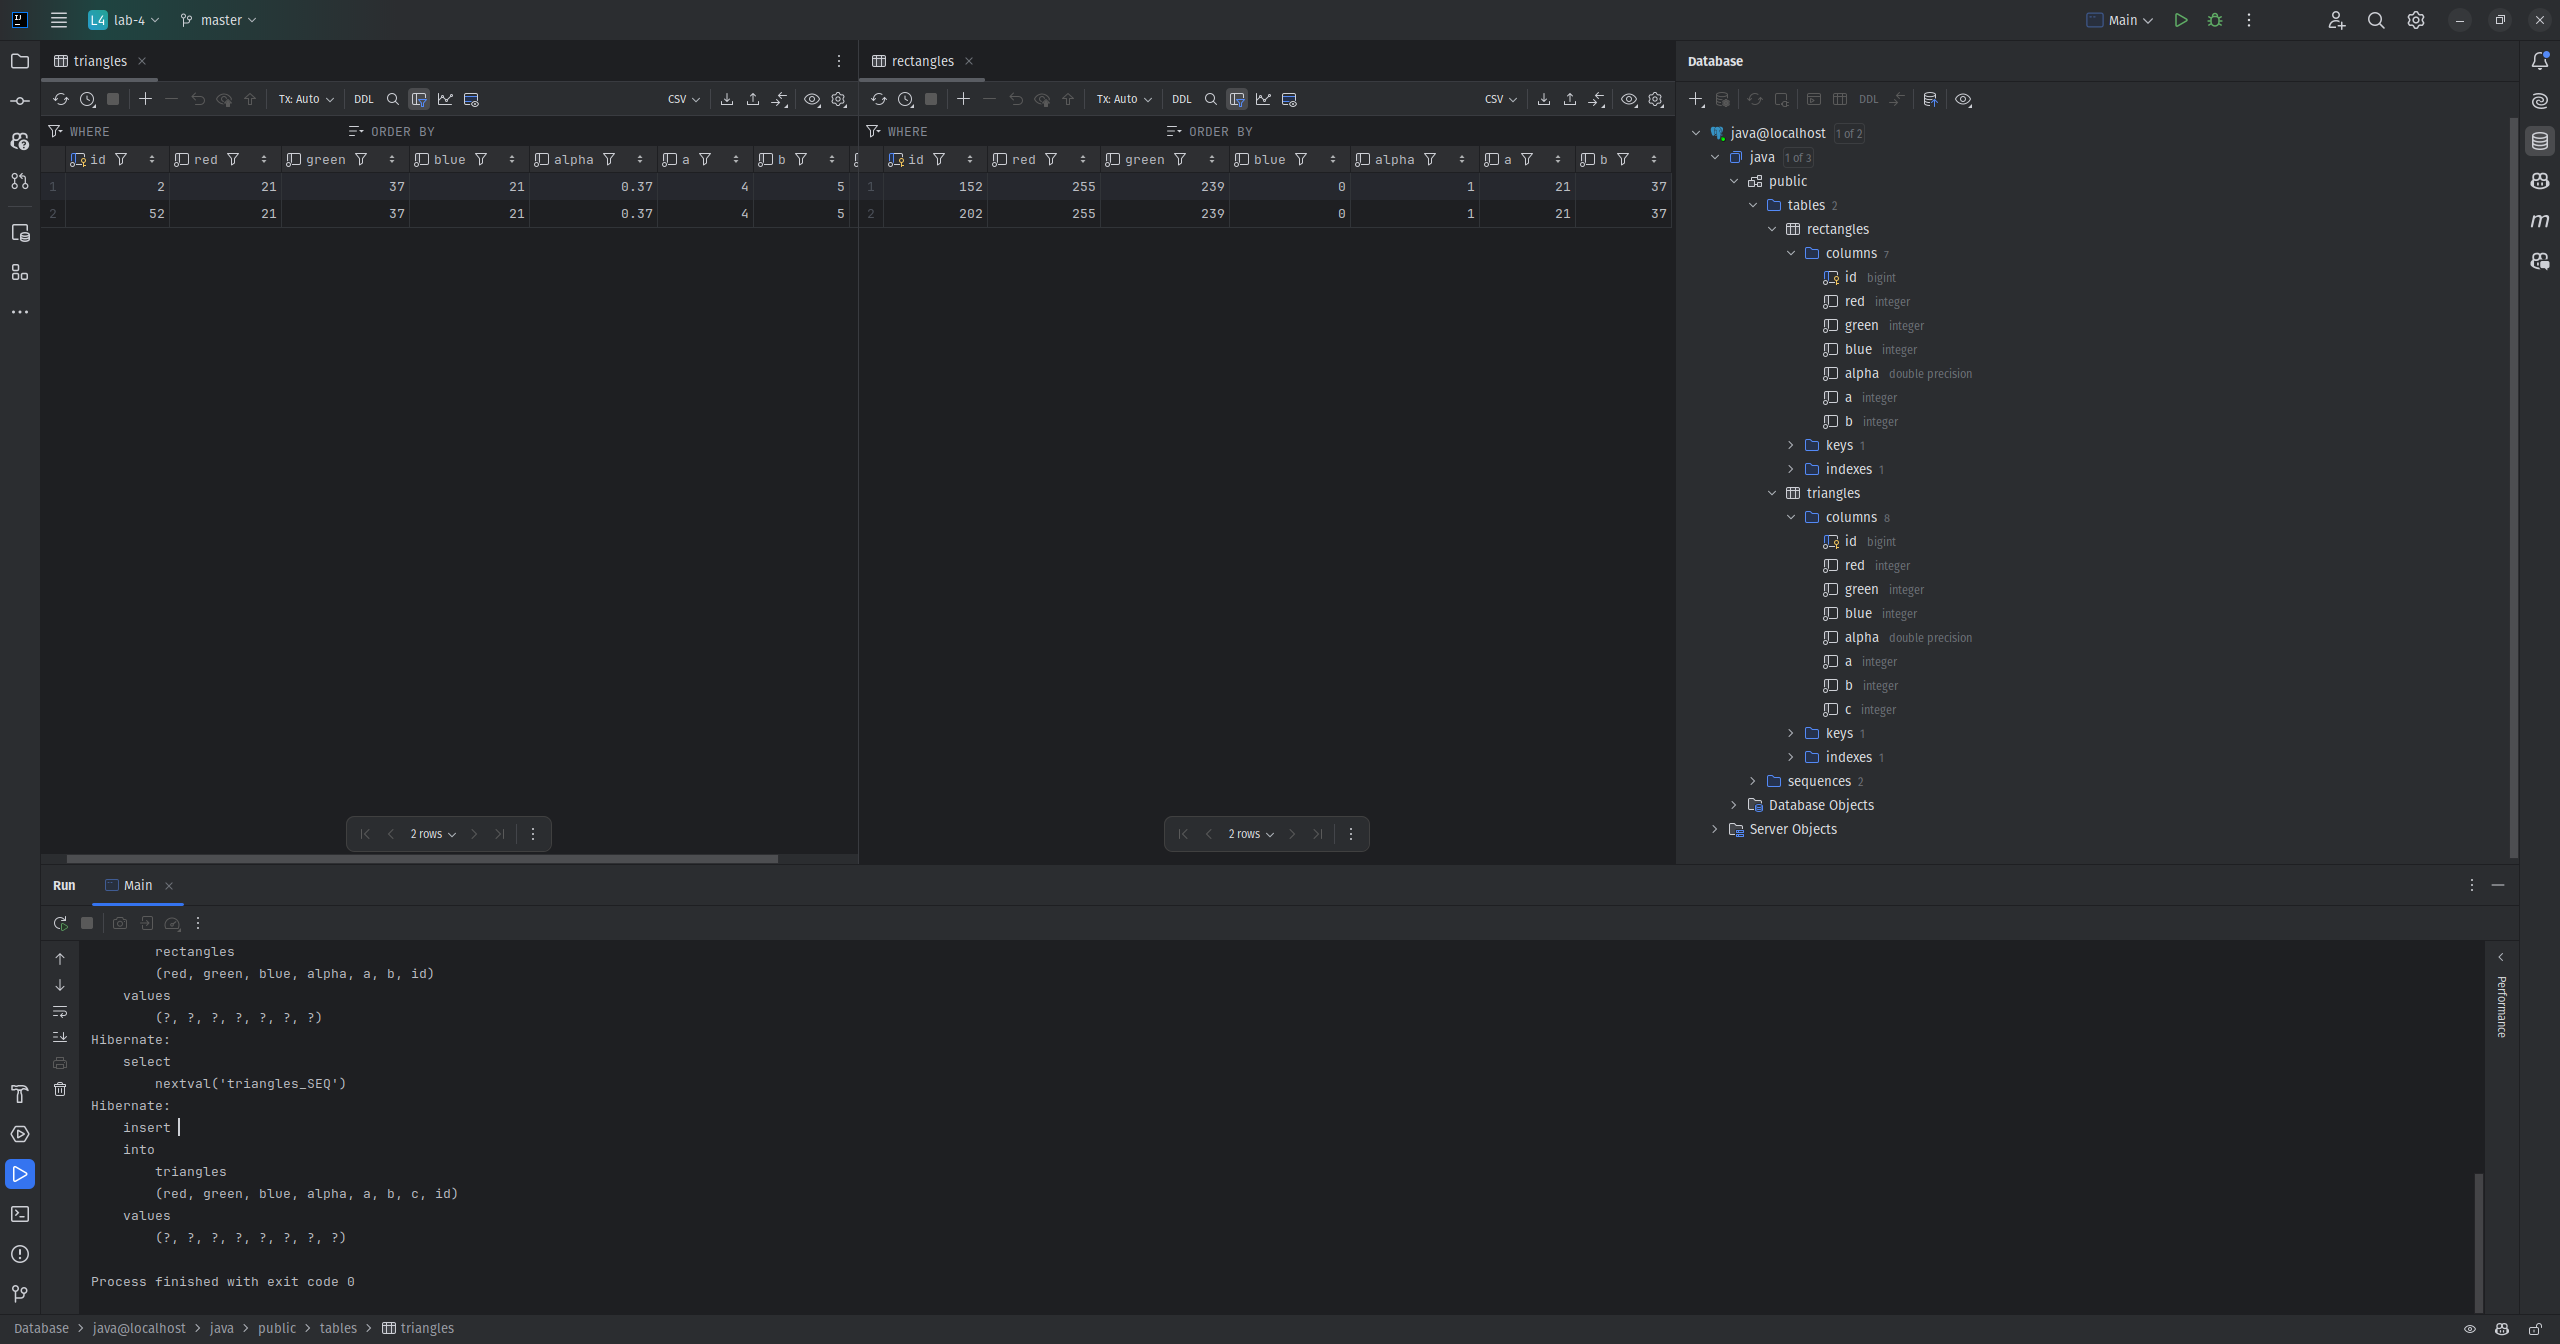 L4 lab-4 master Main
triangles
rectangles
Database
Tx: Auto DDL CSV
Tx: Auto DDL CSV
DDL
WHERE ORDER BY
WHERE ORDER BY
id red green blue alpha a b
1 2 21 37 21 0.37 4 5
2 52 21 37 21 0.37 4 5
id red green blue alpha a b
1 152 255 239 0 1 21 37
2 202 255 239 0 1 21 37
2 rows
2 rows
java@localhost 1 of 2
java 1 of 3
public
tables 2
rectangles
columns 7
id bigint
red integer
green integer
blue integer
alpha double precision
a integer
b integer
keys 1
indexes 1
triangles
columns 8
id bigint
red integer
green integer
blue integer
alpha double precision
a integer
b integer
c integer
keys 1
indexes 1
sequences 2
Database Objects
Server Objects
Run Main
rectangles
(red, green, blue, alpha, a, b, id)
values
(?, ?, ?, ?, ?, ?, ?)
Hibernate:
select
nextval('triangles_SEQ')
Hibernate:
insert
into
triangles
(red, green, blue, alpha, a, b, c, id)
values
(?, ?, ?, ?, ?, ?, ?, ?)
Process finished with exit code 0
Performance
Database > java@localhost > java > public > tables > triangles